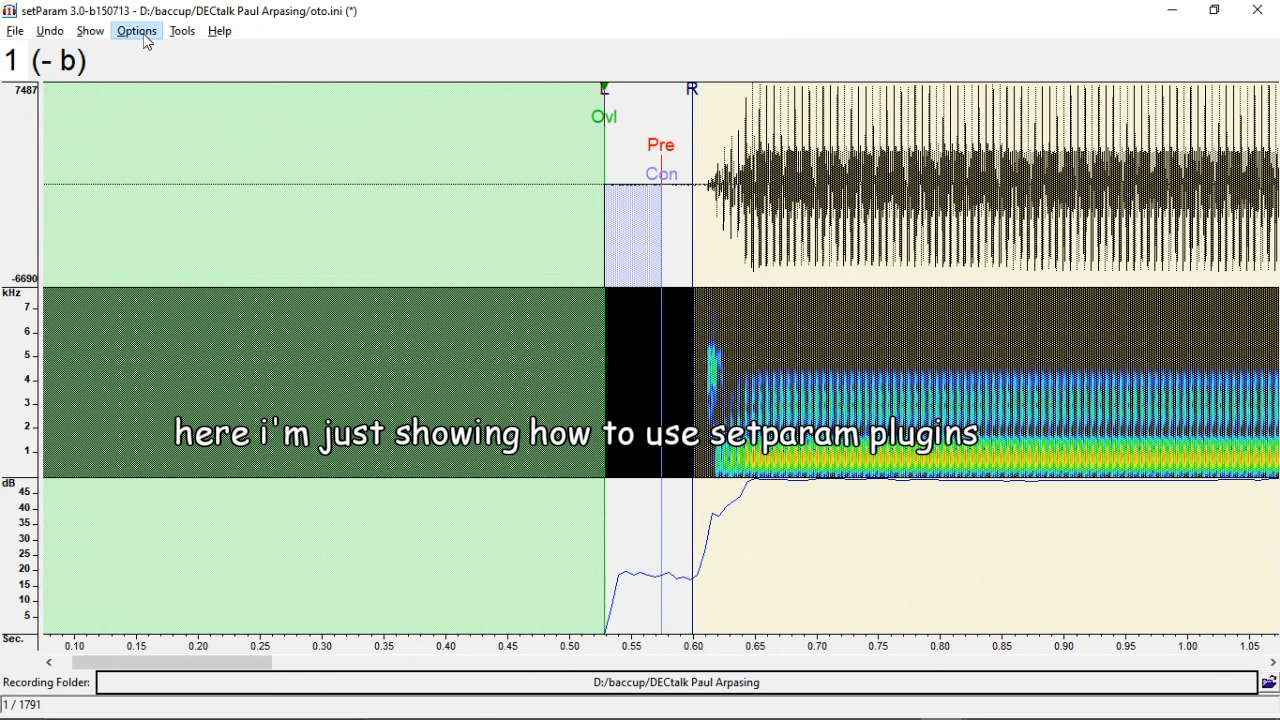 setParam 3.0-b150713 - D:/baccup/DECtalk Paul Arpasing/oto.ini (*)
File Undo Show Options Tools Help
1 (- b)
7487
L R
Ovl
Pre
Con
-6690
kHz
7
6
5
4
3
2
1
here i'm just showing how to use setparam plugins
dB
45
40
35
30
25
20
15
10
5
Sec.
0.10 0.15 0.20 0.25 0.30 0.35 0.40 0.45 0.50 0.55 0.60 0.65 0.70 0.75 0.80 0.85 0.90 0.95 1.00 1.05
Recording Folder: D:/baccup/DECtalk Paul Arpasing
1 / 1791